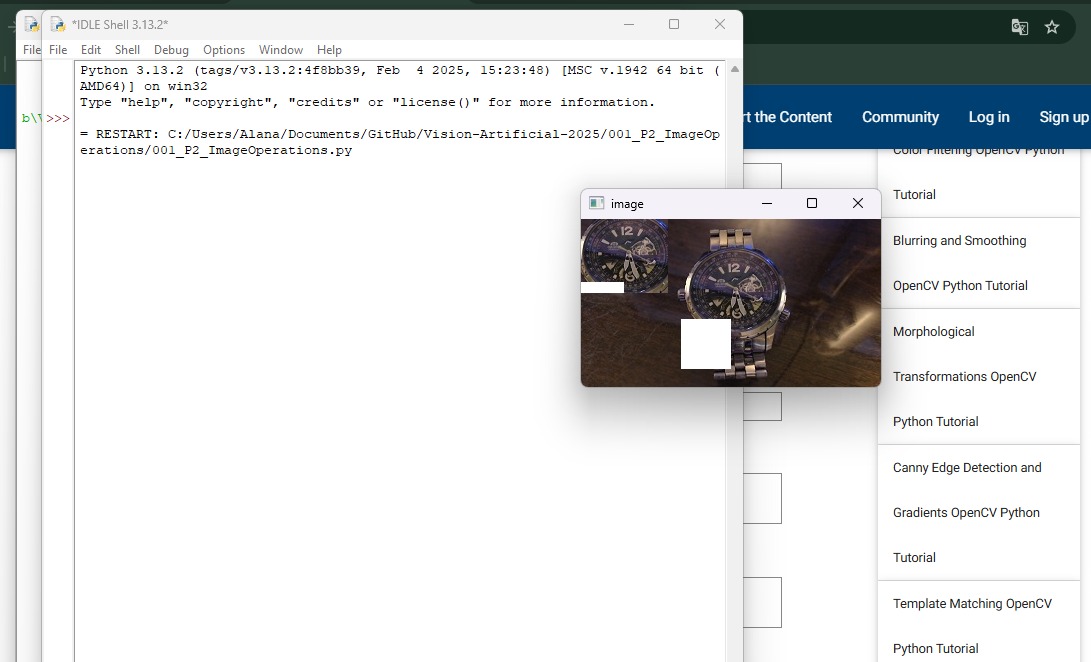 *IDLE Shell 3.13.2*
File
File Edit Shell Debug Options Window Help
Python 3.13.2 (tags/v3.13.2:4f8bb39, Feb  4 2025, 15:23:48) [MSC v.1942 64 bit (
AMD64)] on win32
Type "help", "copyright", "credits" or "license()" for more information.
b\
>>>
= RESTART: C:/Users/Alana/Documents/GitHub/Vision-Artificial-2025/001_P2_ImageOp
erations/001_P2_ImageOperations.py
image
12
12
rt the Content Community Log in Sign up
Color Filtering OpenCV Python
Tutorial
Blurring and Smoothing
OpenCV Python Tutorial
Morphological
Transformations OpenCV
Python Tutorial
Canny Edge Detection and
Gradients OpenCV Python
Tutorial
Template Matching OpenCV
Python Tutorial